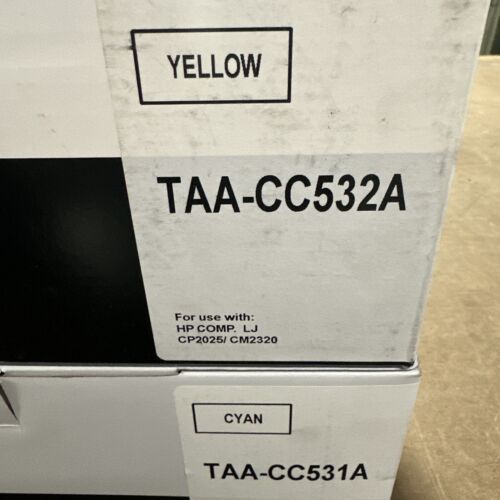 YELLOW
TAA-CC532A
For use with:
HP COMP. LJ
CP2025/ CM2320
CYAN
TAA-CC531A